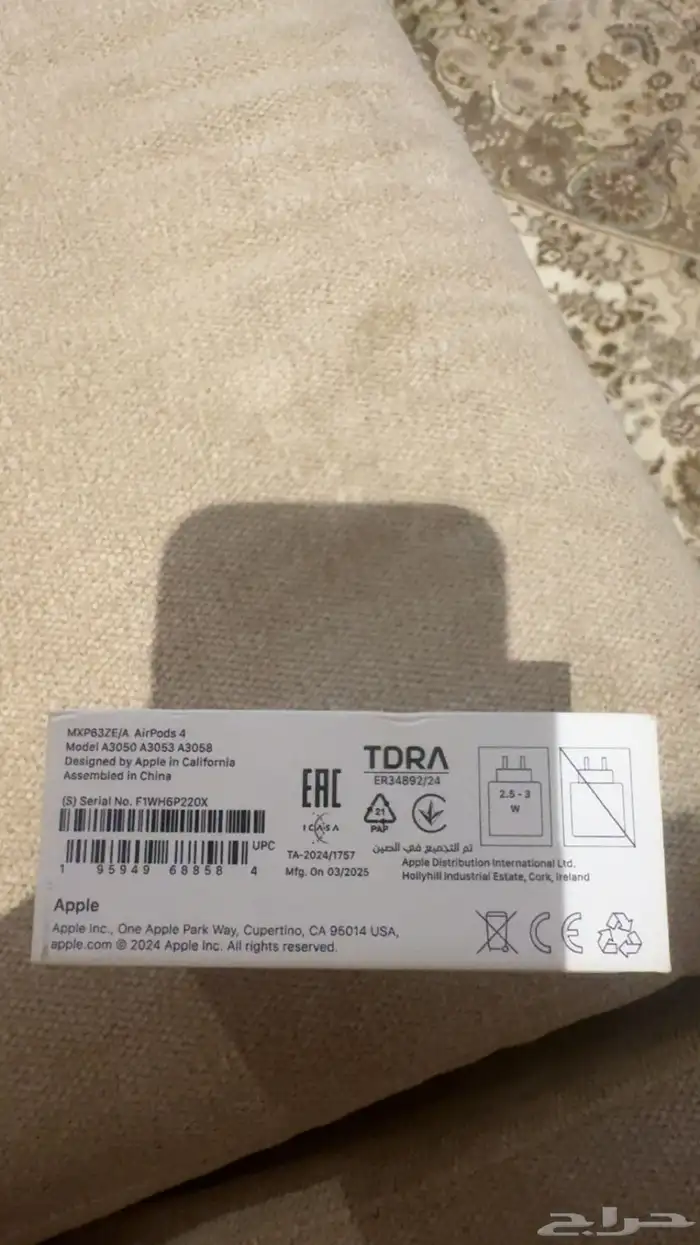 MXP63ZE/A AirPods 4
Model A3050 A3053 A3058
Designed by Apple in California
Assembled in China
(S) Serial No. F1WH6P220X
UPC
1 95949 68858 4
EAC
ICASA
TA-2024/1757
Mfg. On 03/2025
TDRA
ER34892/24
21
PAP
2.5 - 3
W
تم التجميع في الصين
Apple Distribution International Ltd.
Hollyhill Industrial Estate, Cork, Ireland
Apple
Apple Inc., One Apple Park Way, Cupertino, CA 95014 USA,
apple.com © 2024 Apple Inc. All rights reserved.
CE
حراج